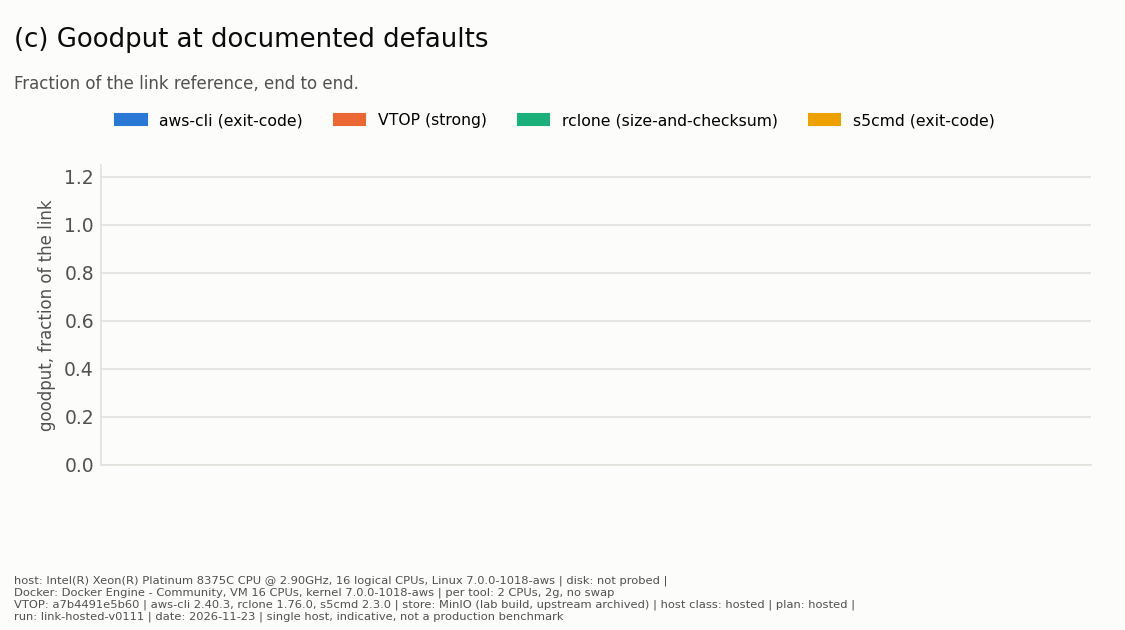 (c) Goodput at documented defaults
Fraction of the link reference, end to end.
aws-cli (exit-code) VTOP (strong) rclone (size-and-checksum) s5cmd (exit-code)
goodput, fraction of the link
1.2
1.0
0.8
0.6
0.4
0.2
0.0
host: Intel(R) Xeon(R) Platinum 8375C CPU @ 2.90GHz, 16 logical CPUs, Linux 7.0.0-1018-aws | disk: not probed |
Docker: Docker Engine - Community, VM 16 CPUs, kernel 7.0.0-1018-aws | per tool: 2 CPUs, 2g, no swap
VTOP: a7b4491e5b60 | aws-cli 2.40.3, rclone 1.76.0, s5cmd 2.3.0 | store: MinIO (lab build, upstream archived) | host class: hosted | plan: hosted |
run: link-hosted-v0111 | date: 2026-11-23 | single host, indicative, not a production benchmark